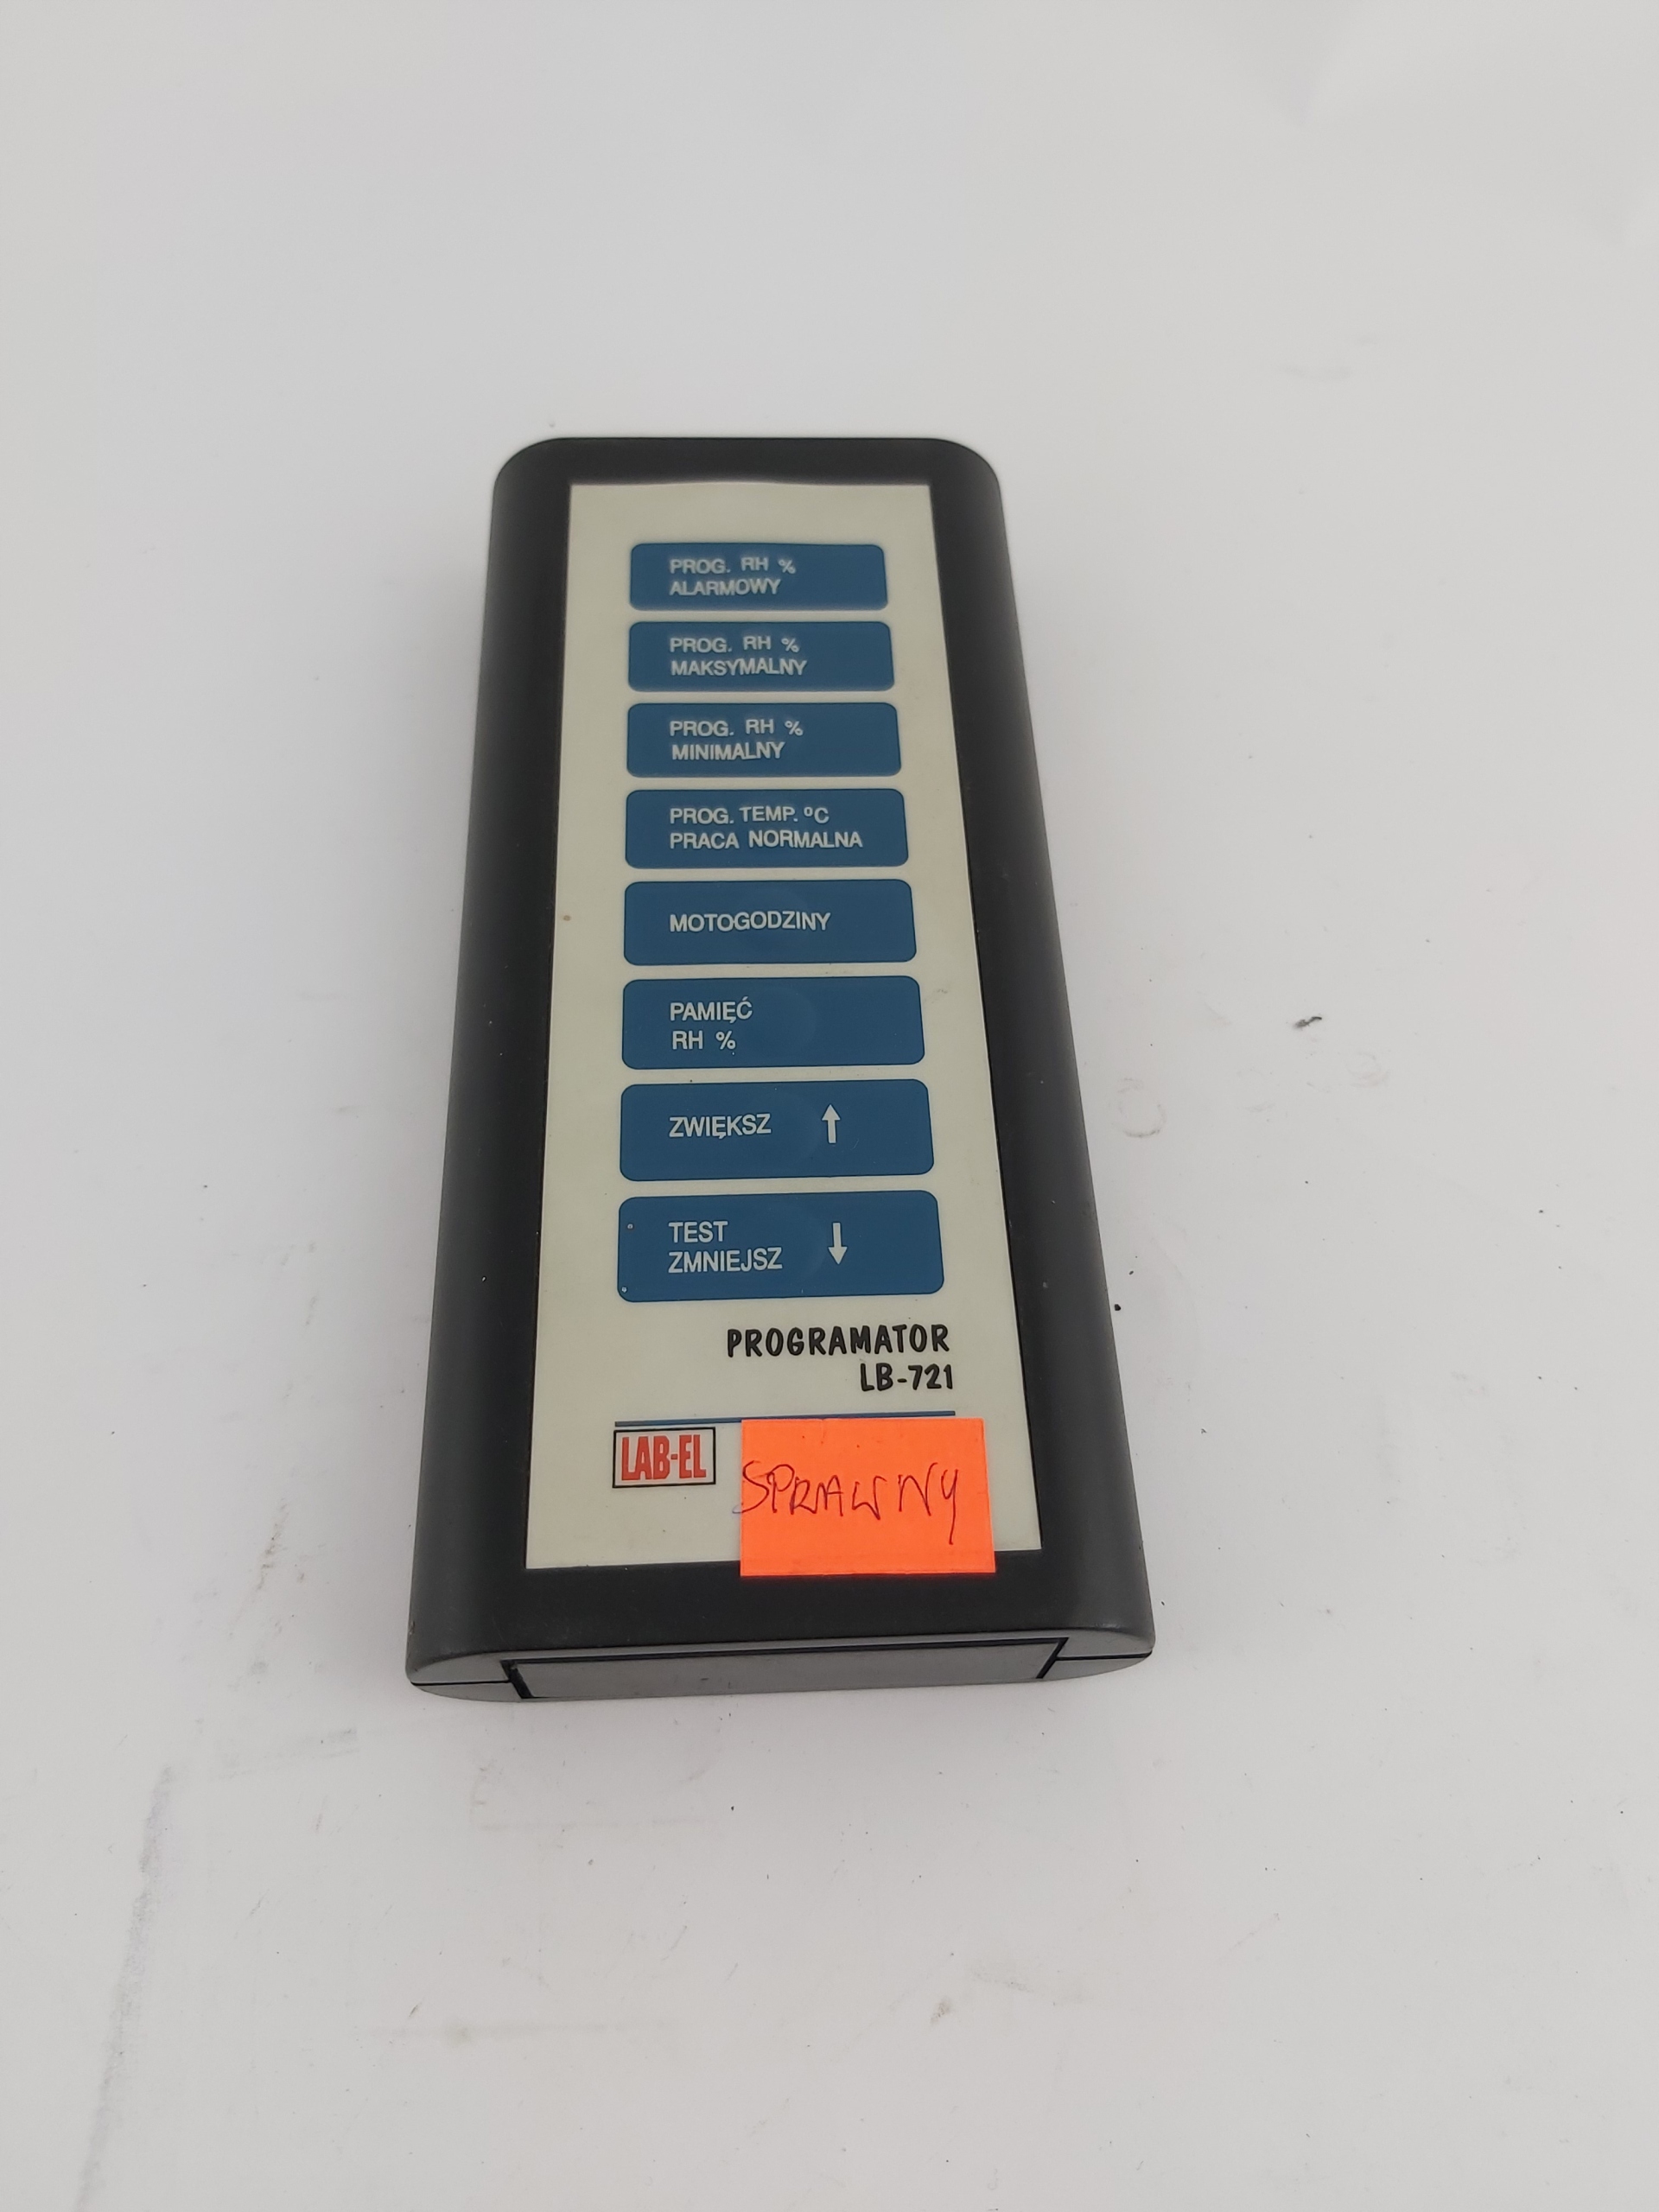 PROG. RH %
ALARMOWY
PROG. RH %
MAKSYMALNY
PROG. RH %
MINIMALNY
PROG. TEMP. ºC
PRACA NORMALNA
MOTOGODZINY
PAMIĘĆ
RH %
ZWIĘKSZ ↑
TEST
ZMNIEJSZ ↓
PROGRAMATOR
LB-721
LAB-EL
SPRAWNY